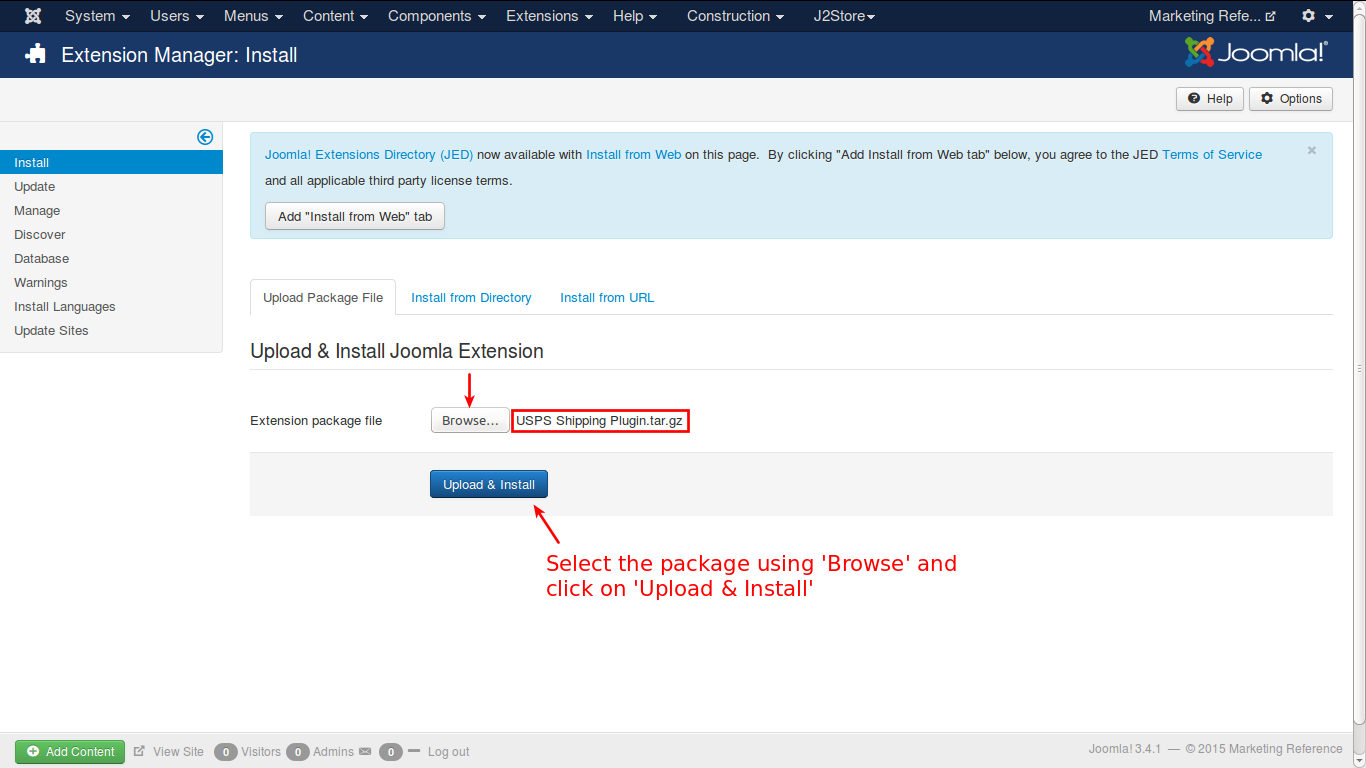 System Users Menus Content Components Extensions Help Construction J2Store Marketing Refe...
Extension Manager: Install
Joomla!®
Help Options
Install
Update
Manage
Discover
Database
Warnings
Install Languages
Update Sites
Joomla! Extensions Directory (JED) now available with Install from Web on this page. By clicking "Add Install from Web tab" below, you agree to the JED Terms of Service
and all applicable third party license terms.
Add "Install from Web" tab
Upload Package File Install from Directory Install from URL
Upload & Install Joomla Extension
Extension package file Browse... USPS Shipping Plugin.tar.gz
Upload & Install
Select the package using 'Browse' and
click on 'Upload & Install'
Add Content View Site 0 Visitors 0 Admins 0 Log out
Joomla! 3.4.1 — © 2015 Marketing Reference